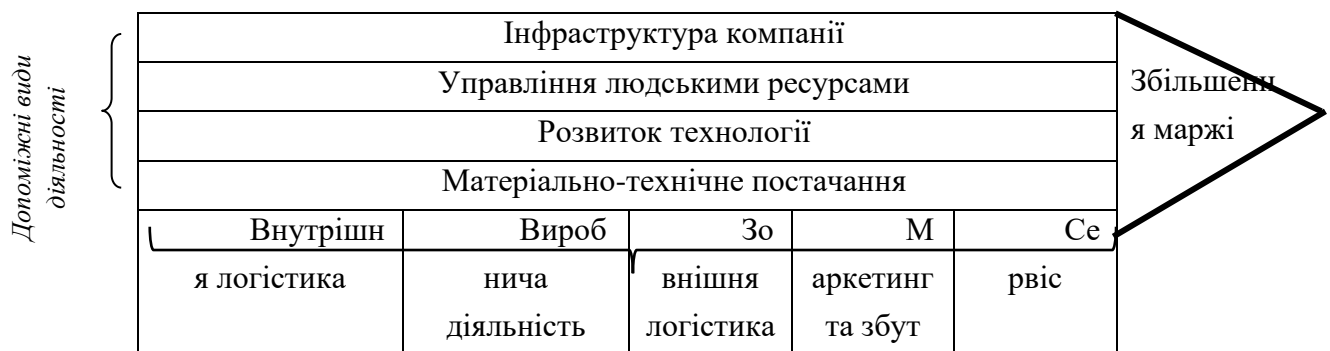 Допоміжні види
діяльності
Інфраструктура компанії
Управління людськими ресурсами
Розвиток технології
Матеріально-технічне постачання
Збільшенн
я маржі
Внутрішн
я логістика
Вироб
нича
діяльність
Зо
внішня
логістика
М
аркетинг
та збут
Се
рвіс